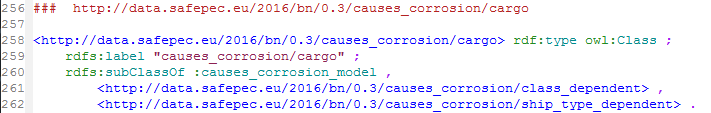 256 ###  http://data.safepec.eu/2016/bn/0.3/causes_corrosion/cargo
257
258 <http://data.safepec.eu/2016/bn/0.3/causes_corrosion/cargo> rdf:type owl:Class ;
259     rdfs:label "causes_corrosion/cargo" ;
260     rdfs:subClassOf :causes_corrosion_model ,
261         <http://data.safepec.eu/2016/bn/0.3/causes_corrosion/class_dependent> ,
262         <http://data.safepec.eu/2016/bn/0.3/causes_corrosion/ship_type_dependent> .